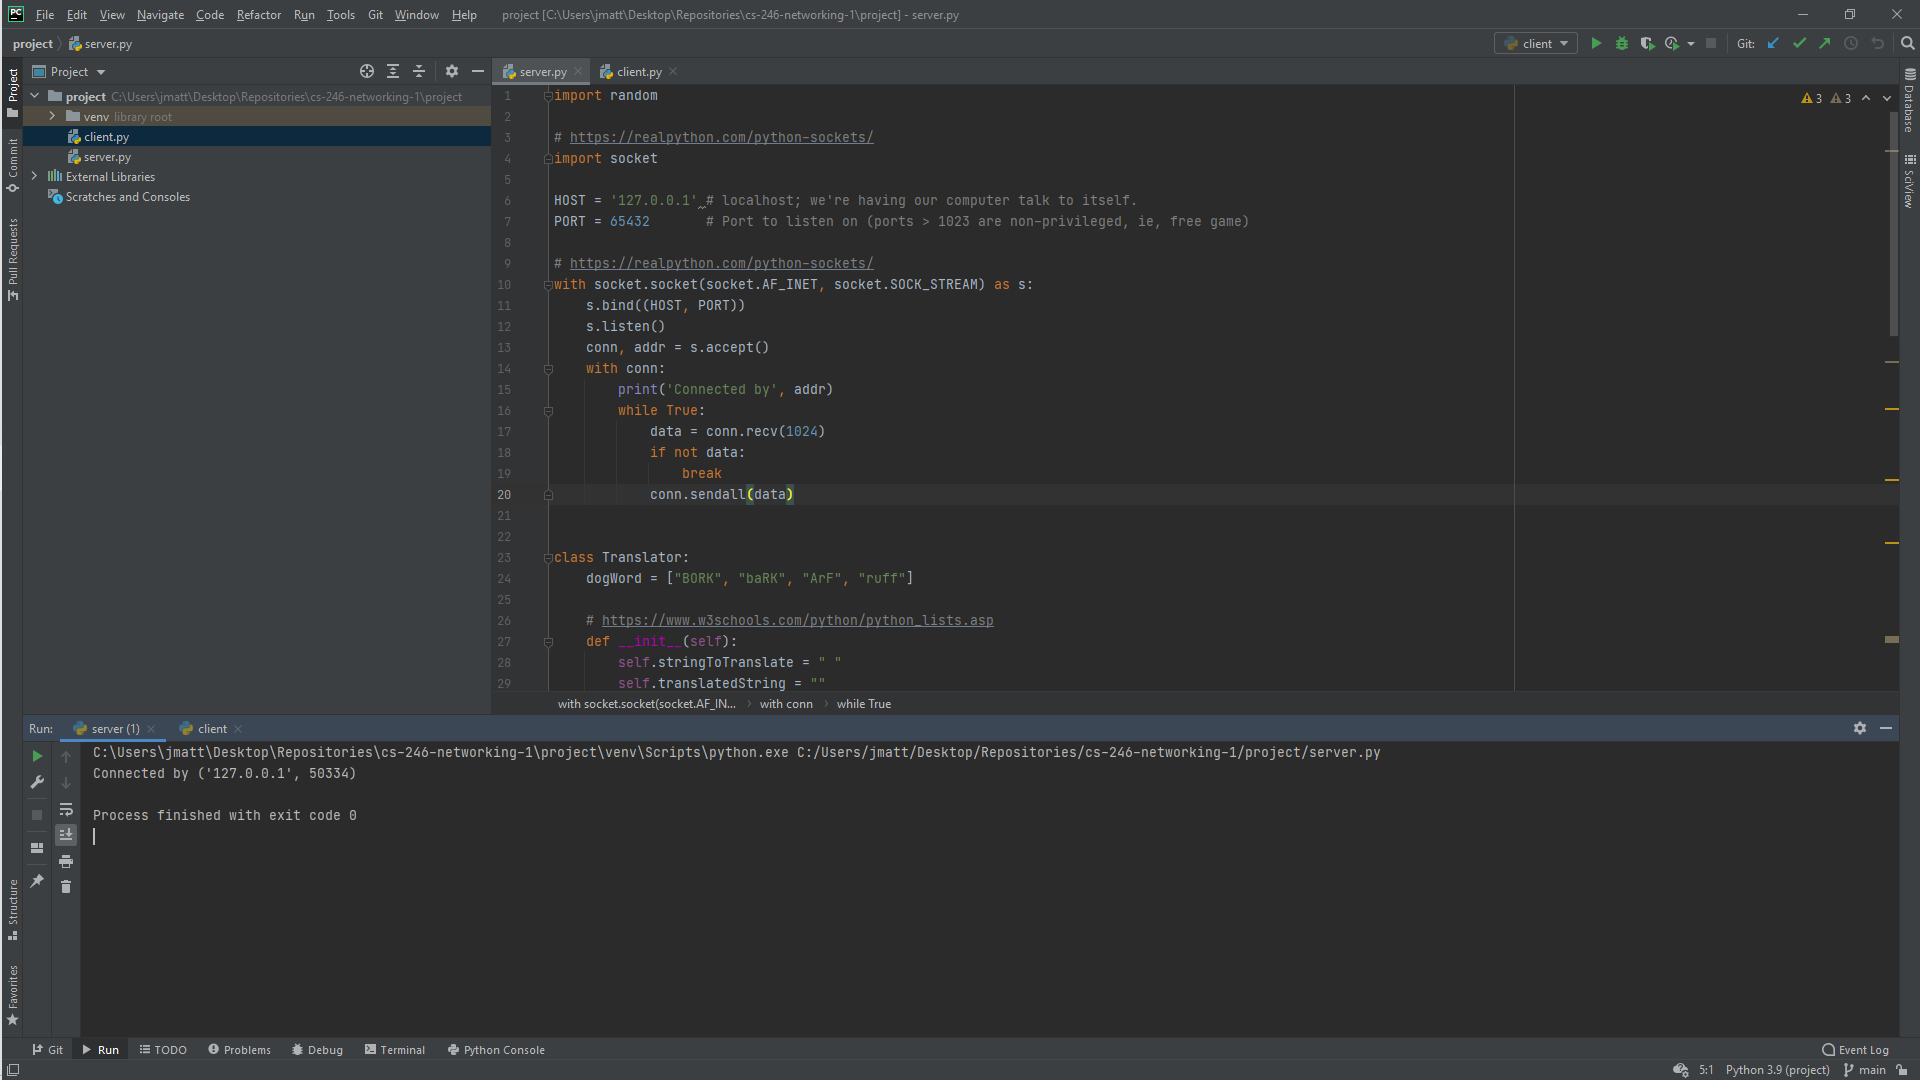 PC File Edit View Navigate Code Refactor Run Tools Git Window Help project [C:\Users\jmatt\Desktop\Repositories\cs-246-networking-1\project] - server.py
project server.py client Git:
Project
Project
Commit
Pull Requests
Structure
Favorites
project C:\Users\jmatt\Desktop\Repositories\cs-246-networking-1\project
venv library root
client.py
server.py
External Libraries
Scratches and Consoles
server.py client.py
3 3
1 import random
2
3 # https://realpython.com/python-sockets/
4 import socket
5
6 HOST = '127.0.0.1' # localhost; we're having our computer talk to itself.
7 PORT = 65432 # Port to listen on (ports > 1023 are non-privileged, ie, free game)
8
9 # https://realpython.com/python-sockets/
10 with socket.socket(socket.AF_INET, socket.SOCK_STREAM) as s:
11 s.bind((HOST, PORT))
12 s.listen()
13 conn, addr = s.accept()
14 with conn:
15 print('Connected by', addr)
16 while True:
17 data = conn.recv(1024)
18 if not data:
19 break
20 conn.sendall(data)
21
22
23 class Translator:
24 dogWord = ["BORK", "baRK", "ArF", "ruff"]
25
26 # https://www.w3schools.com/python/python_lists.asp
27 def __init__(self):
28 self.stringToTranslate = " "
29 self.translatedString = ""
with socket.socket(socket.AF_IN... with conn while True
Database
SciView
Run: server (1) client
C:\Users\jmatt\Desktop\Repositories\cs-246-networking-1\project\venv\Scripts\python.exe C:/Users/jmatt/Desktop/Repositories/cs-246-networking-1/project/server.py
Connected by ('127.0.0.1', 50334)
Process finished with exit code 0
Git Run TODO Problems Debug Terminal Python Console Event Log
5:1 Python 3.9 (project) main